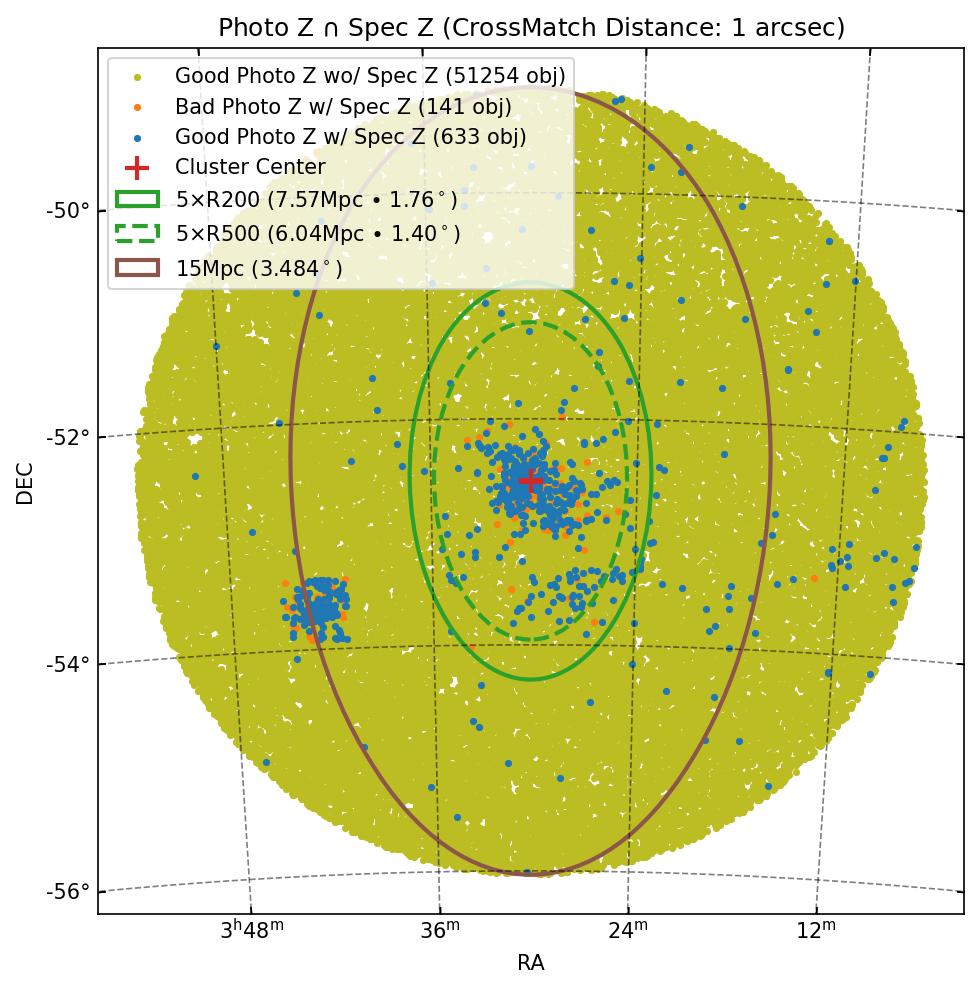 Photo Z ∩ Spec Z (CrossMatch Distance: 1 arcsec)
Good Photo Z wo/ Spec Z (51254 obj)
Bad Photo Z w/ Spec Z (141 obj)
Good Photo Z w/ Spec Z (633 obj)
Cluster Center
5×R200 (7.57Mpc • 1.76°)
5×R500 (6.04Mpc • 1.40°)
15Mpc (3.484°)
-50°
-52°
-54°
-56°
DEC
3ʰ48ᵐ 36ᵐ 24ᵐ 12ᵐ
RA